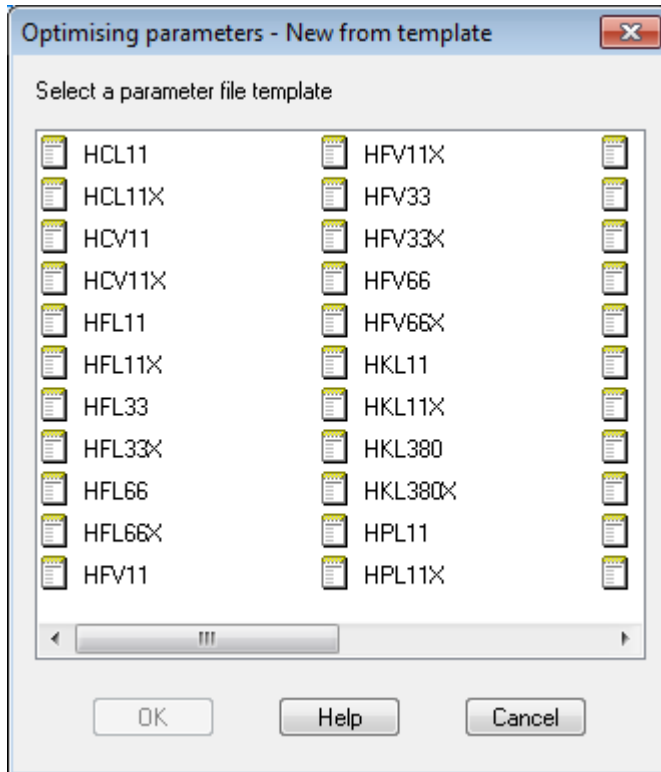 Optimising parameters - New from template
Select a parameter file template
HCL11
HCL11X
HCV11
HCV11X
HFL11
HFL11X
HFL33
HFL33X
HFL66
HFL66X
HFV11
HFV11X
HFV33
HFV33X
HFV66
HFV66X
HKL11
HKL11X
HKL380
HKL380X
HPL11
HPL11X
OK
Help
Cancel